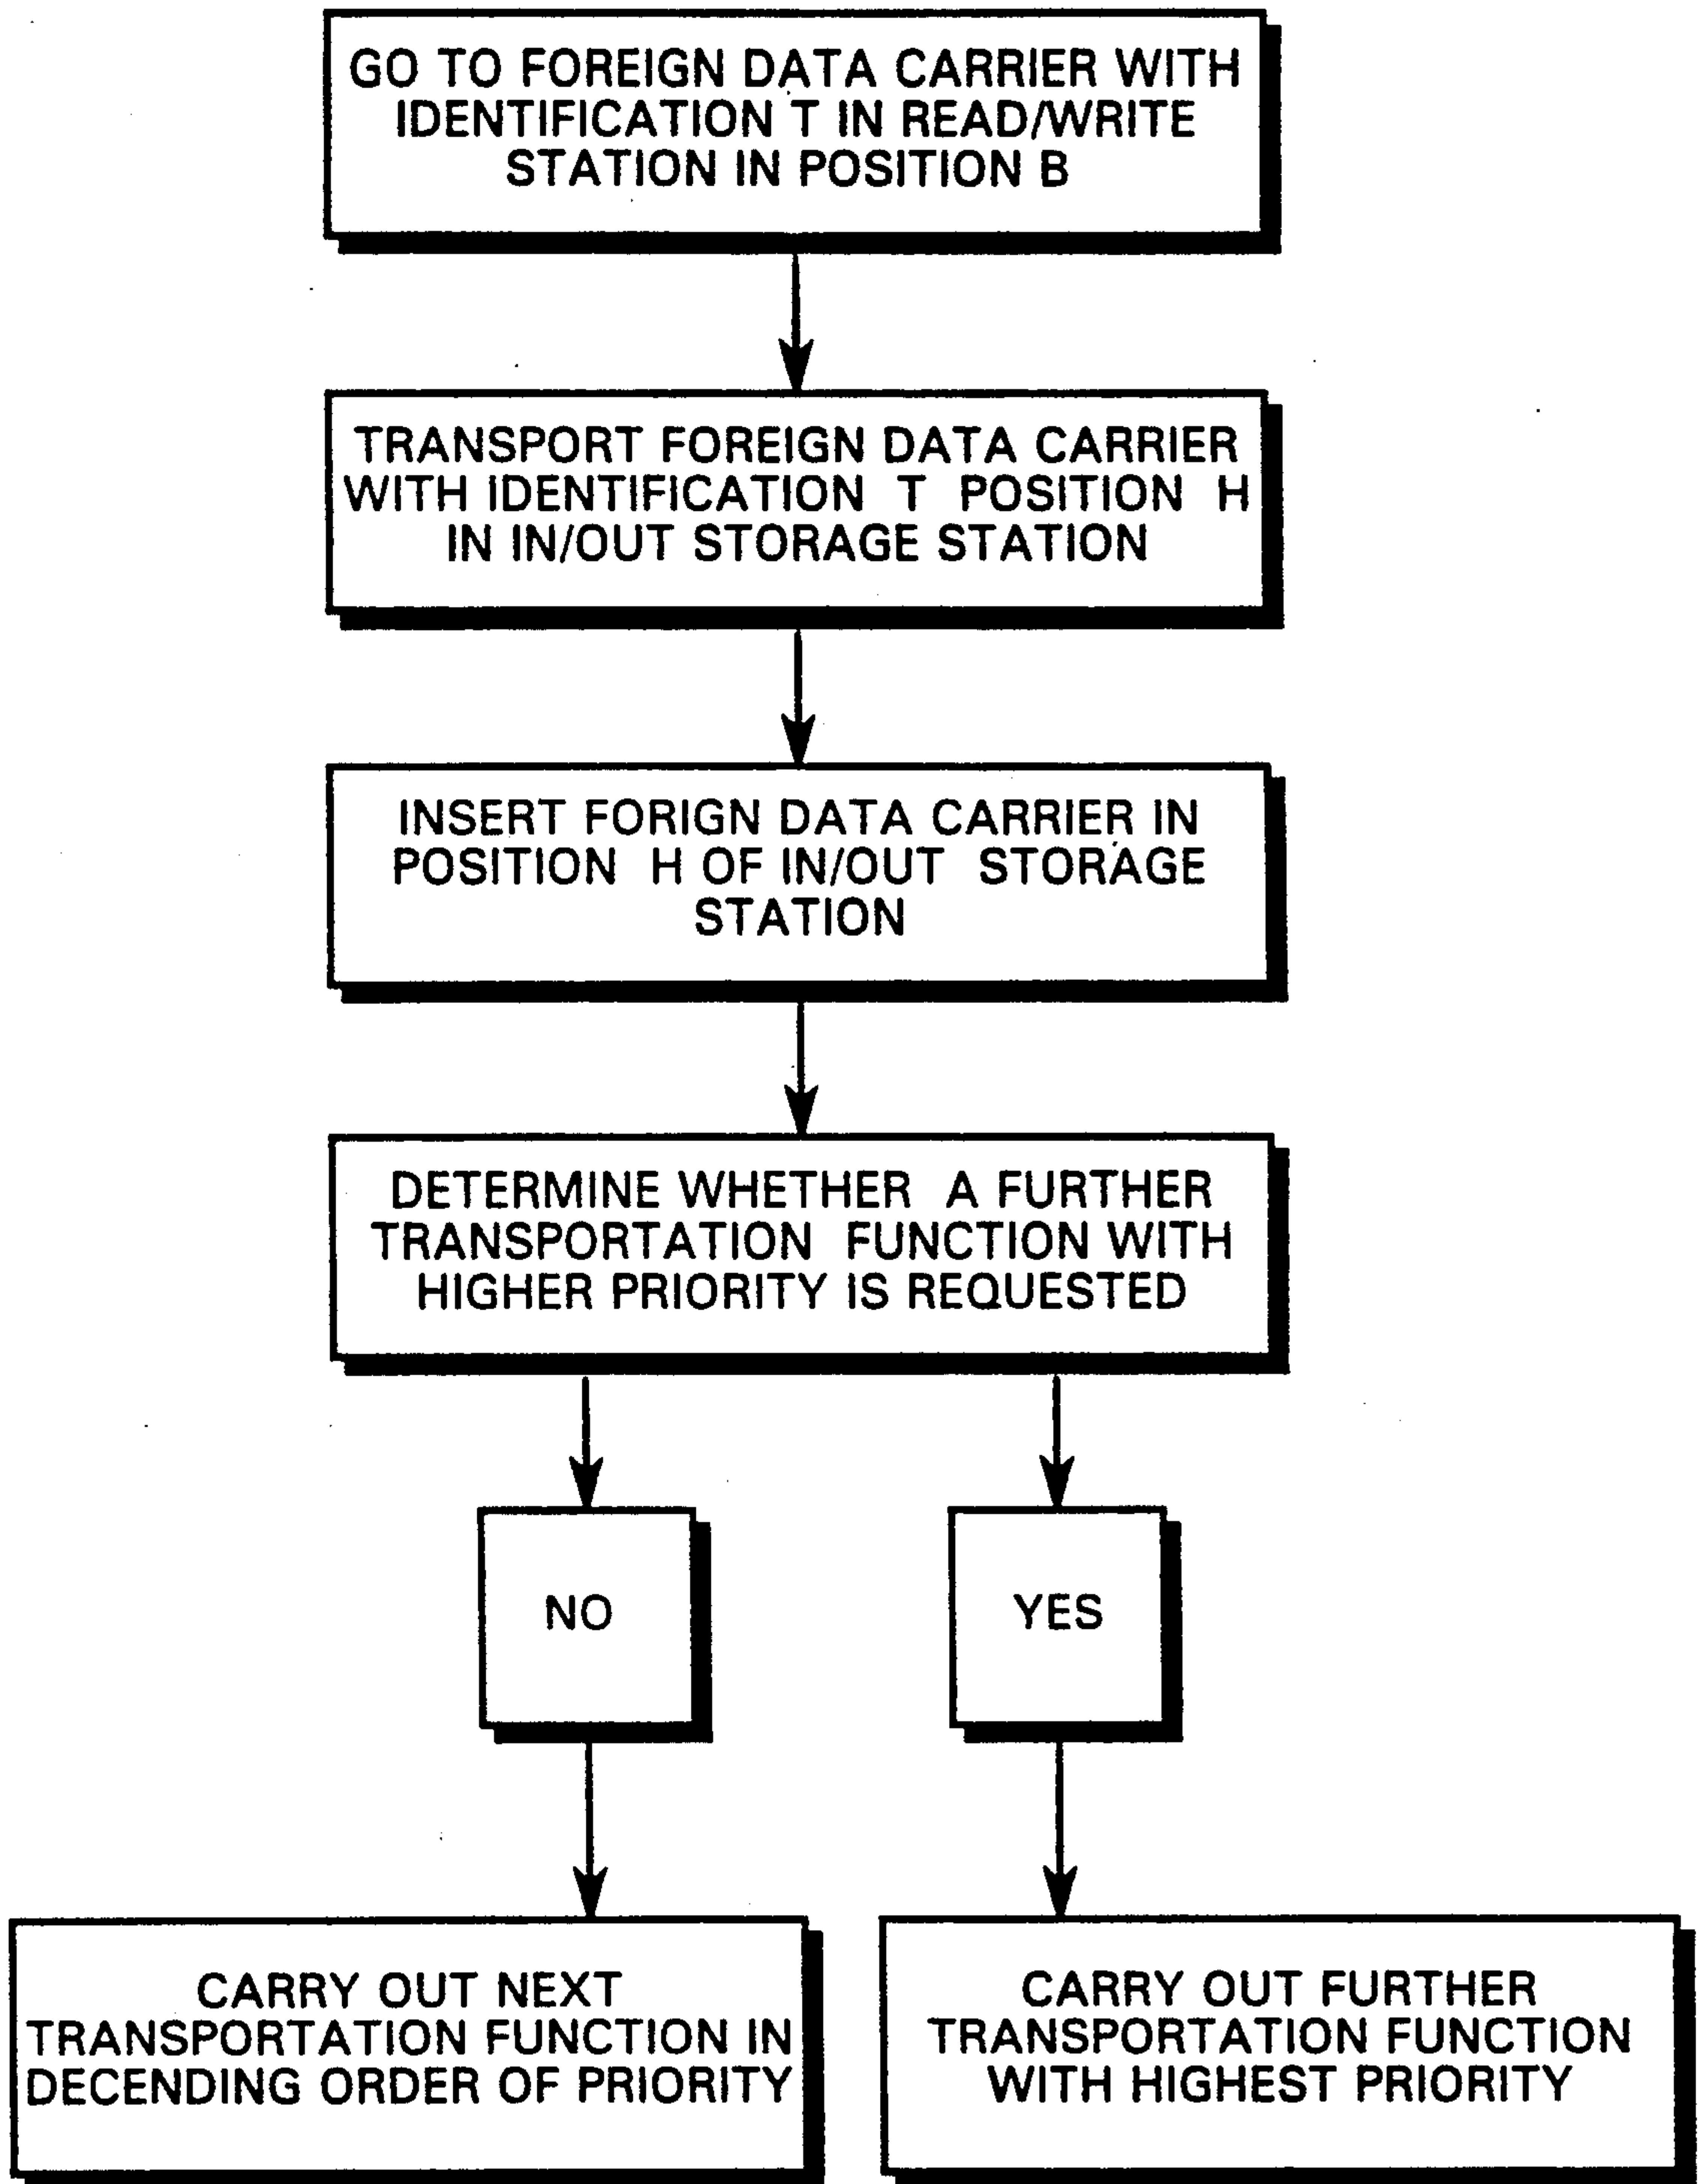 GO TO FOREIGN DATA CARRIER WITH
IDENTIFICATION T IN READ/WRITE
STATION IN POSITION B
TRANSPORT FOREIGN DATA CARRIER
WITH IDENTIFICATION T POSITION H
IN IN/OUT STORAGE STATION
INSERT FORIGN DATA CARRIER IN
POSITION H OF IN/OUT STORAGE
STATION
DETERMINE WHETHER A FURTHER
TRANSPORTATION FUNCTION WITH
HIGHER PRIORITY IS REQUESTED
NO
YES
CARRY OUT NEXT
TRANSPORTATION FUNCTION IN
DECENDING ORDER OF PRIORITY
CARRY OUT FURTHER
TRANSPORTATION FUNCTION
WITH HIGHEST PRIORITY